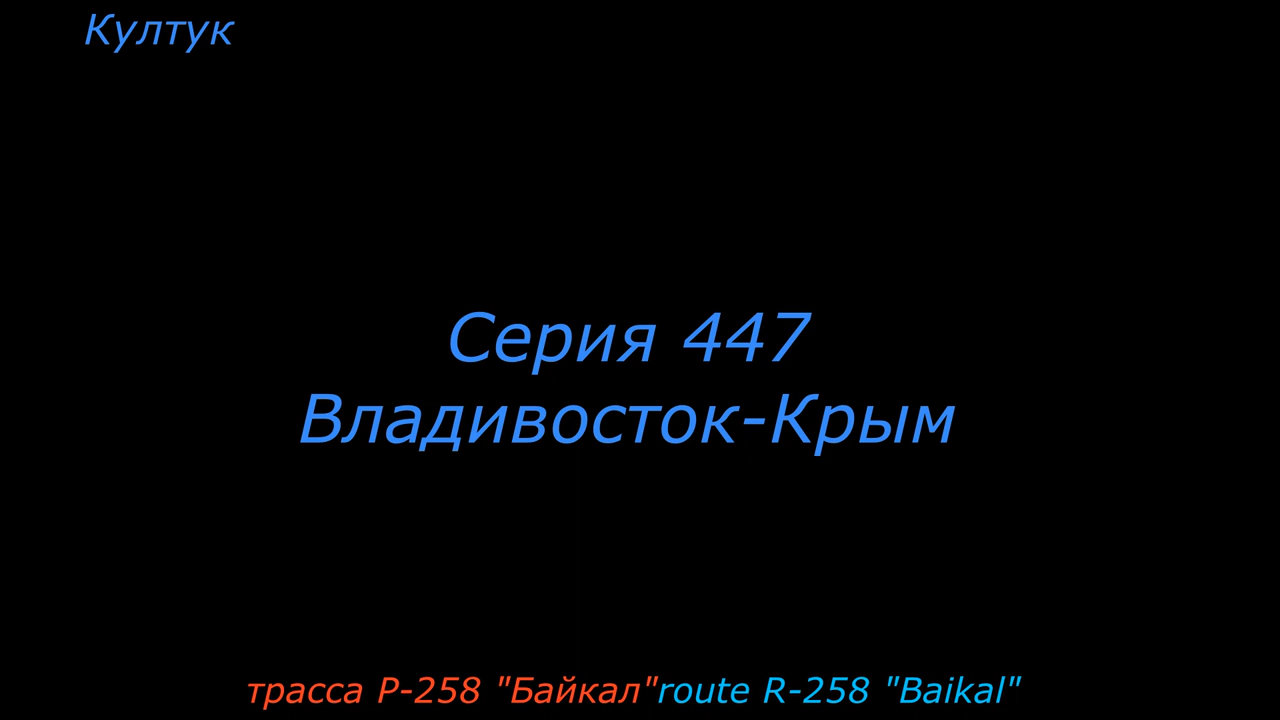 Култук
Серия 447
Владивосток-Крым
трасса Р-258 "Байкал"route R-258 "Baikal"